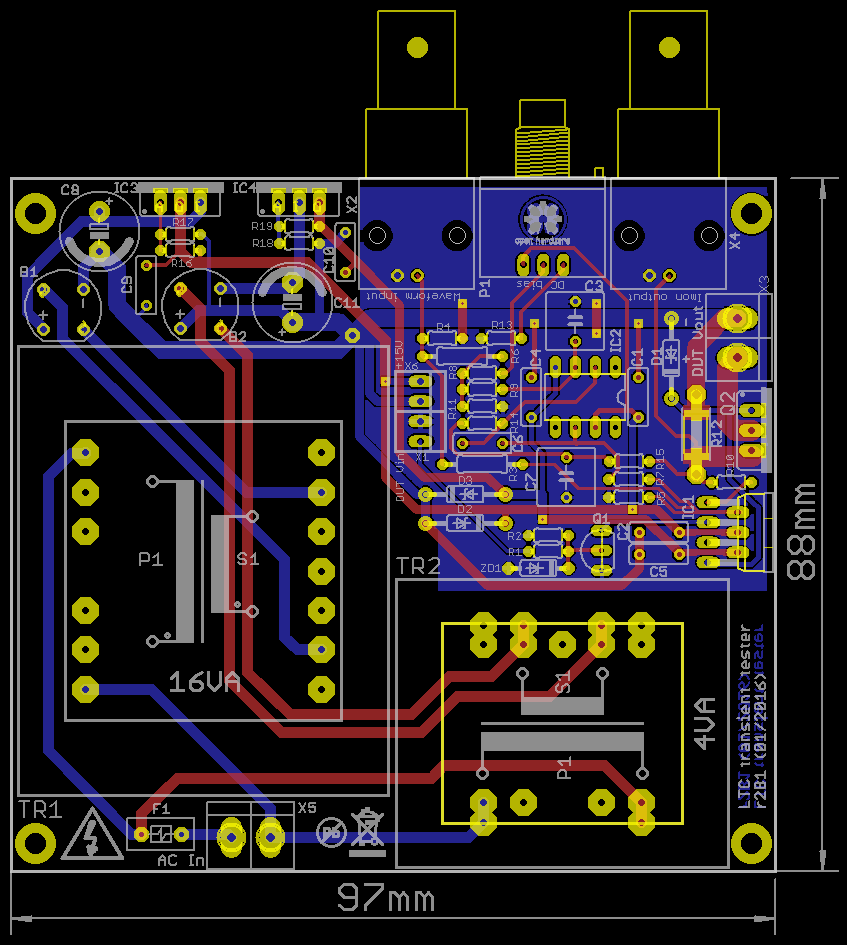 C8
IC3
IC4
X2
R17
R19
R18
R16
C10
C9
B1
B2
C11
open hardware
X4
X3
P1
Waveform input
DC bias
Imon output
C3
R4
R13
R6
C4
IC2
C1
D1
DUT Vout
+
-
+15V
X6
R8
R9
R11
R14
C6
R3
X1
DUT Vin
Q2
R12
R10
R15
R7
R5
C7
D3
D2
IC1
Q1
C2
C5
R2
R1
ZD1
TR2
88mm
P1
S1
16VA
S1
P1
4VA
LTC transient tester
r2B1 (01/2016)
TR1
F1
X5
AC In
Pb
97mm